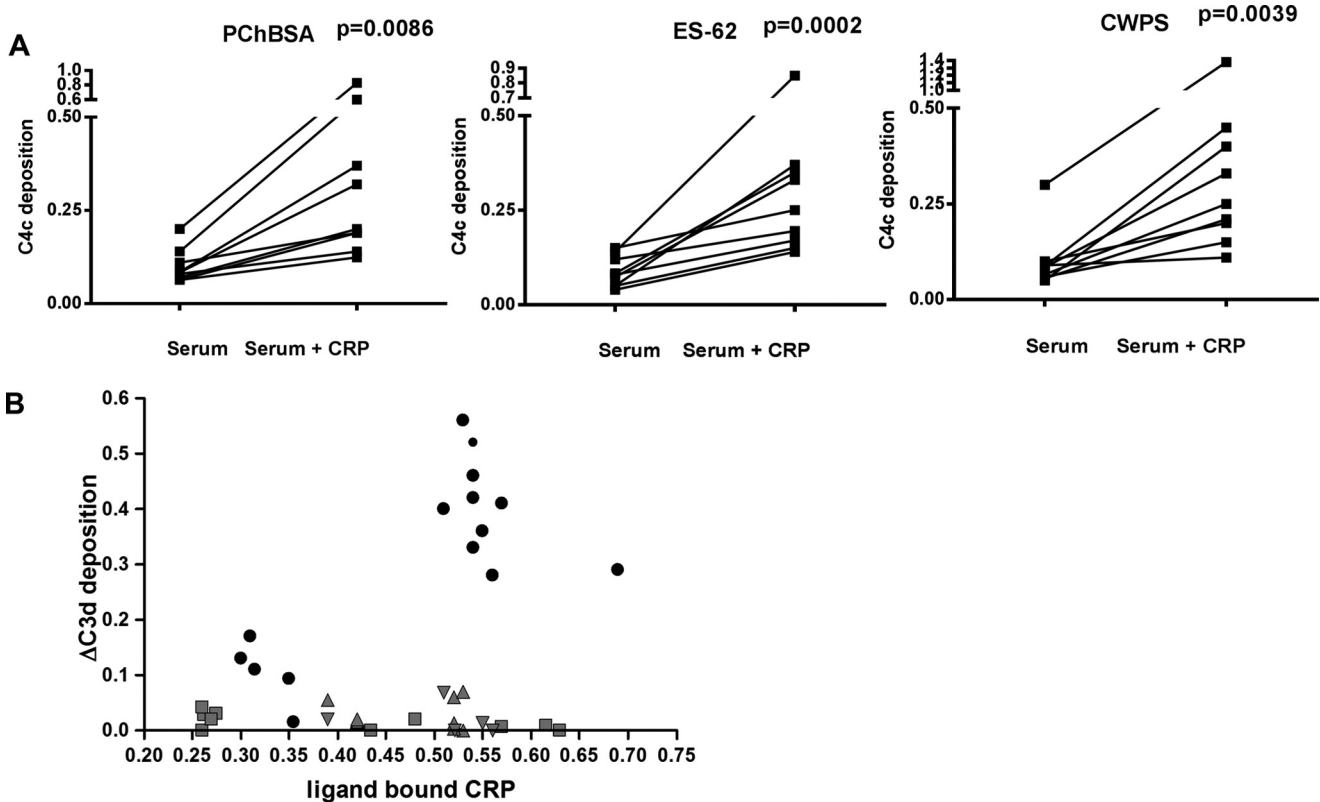 A
PChBSA p=0.0086
ES-62 p=0.0002
CWPS p=0.0039
C4c deposition
1.0
0.8
0.6
0.50
0.25
0.00
Serum Serum + CRP
C4c deposition
0.9
0.8
0.7
0.50
0.25
0.00
Serum Serum + CRP
C4c deposition
1.4
1.0
0.50
0.25
0.00
Serum Serum + CRP
B
ΔC3d deposition
0.6
0.5
0.4
0.3
0.2
0.1
0.0
0.20 0.25 0.30 0.35 0.40 0.45 0.50 0.55 0.60 0.65 0.70 0.75
ligand bound CRP